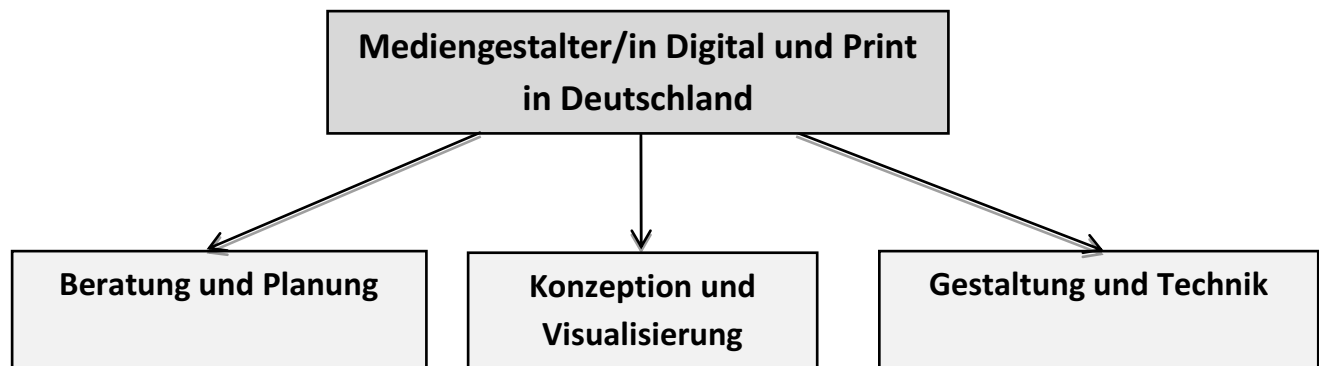 Mediengestalter/in Digital und Print
in Deutschland
Beratung und Planung
Konzeption und
Visualisierung
Gestaltung und Technik